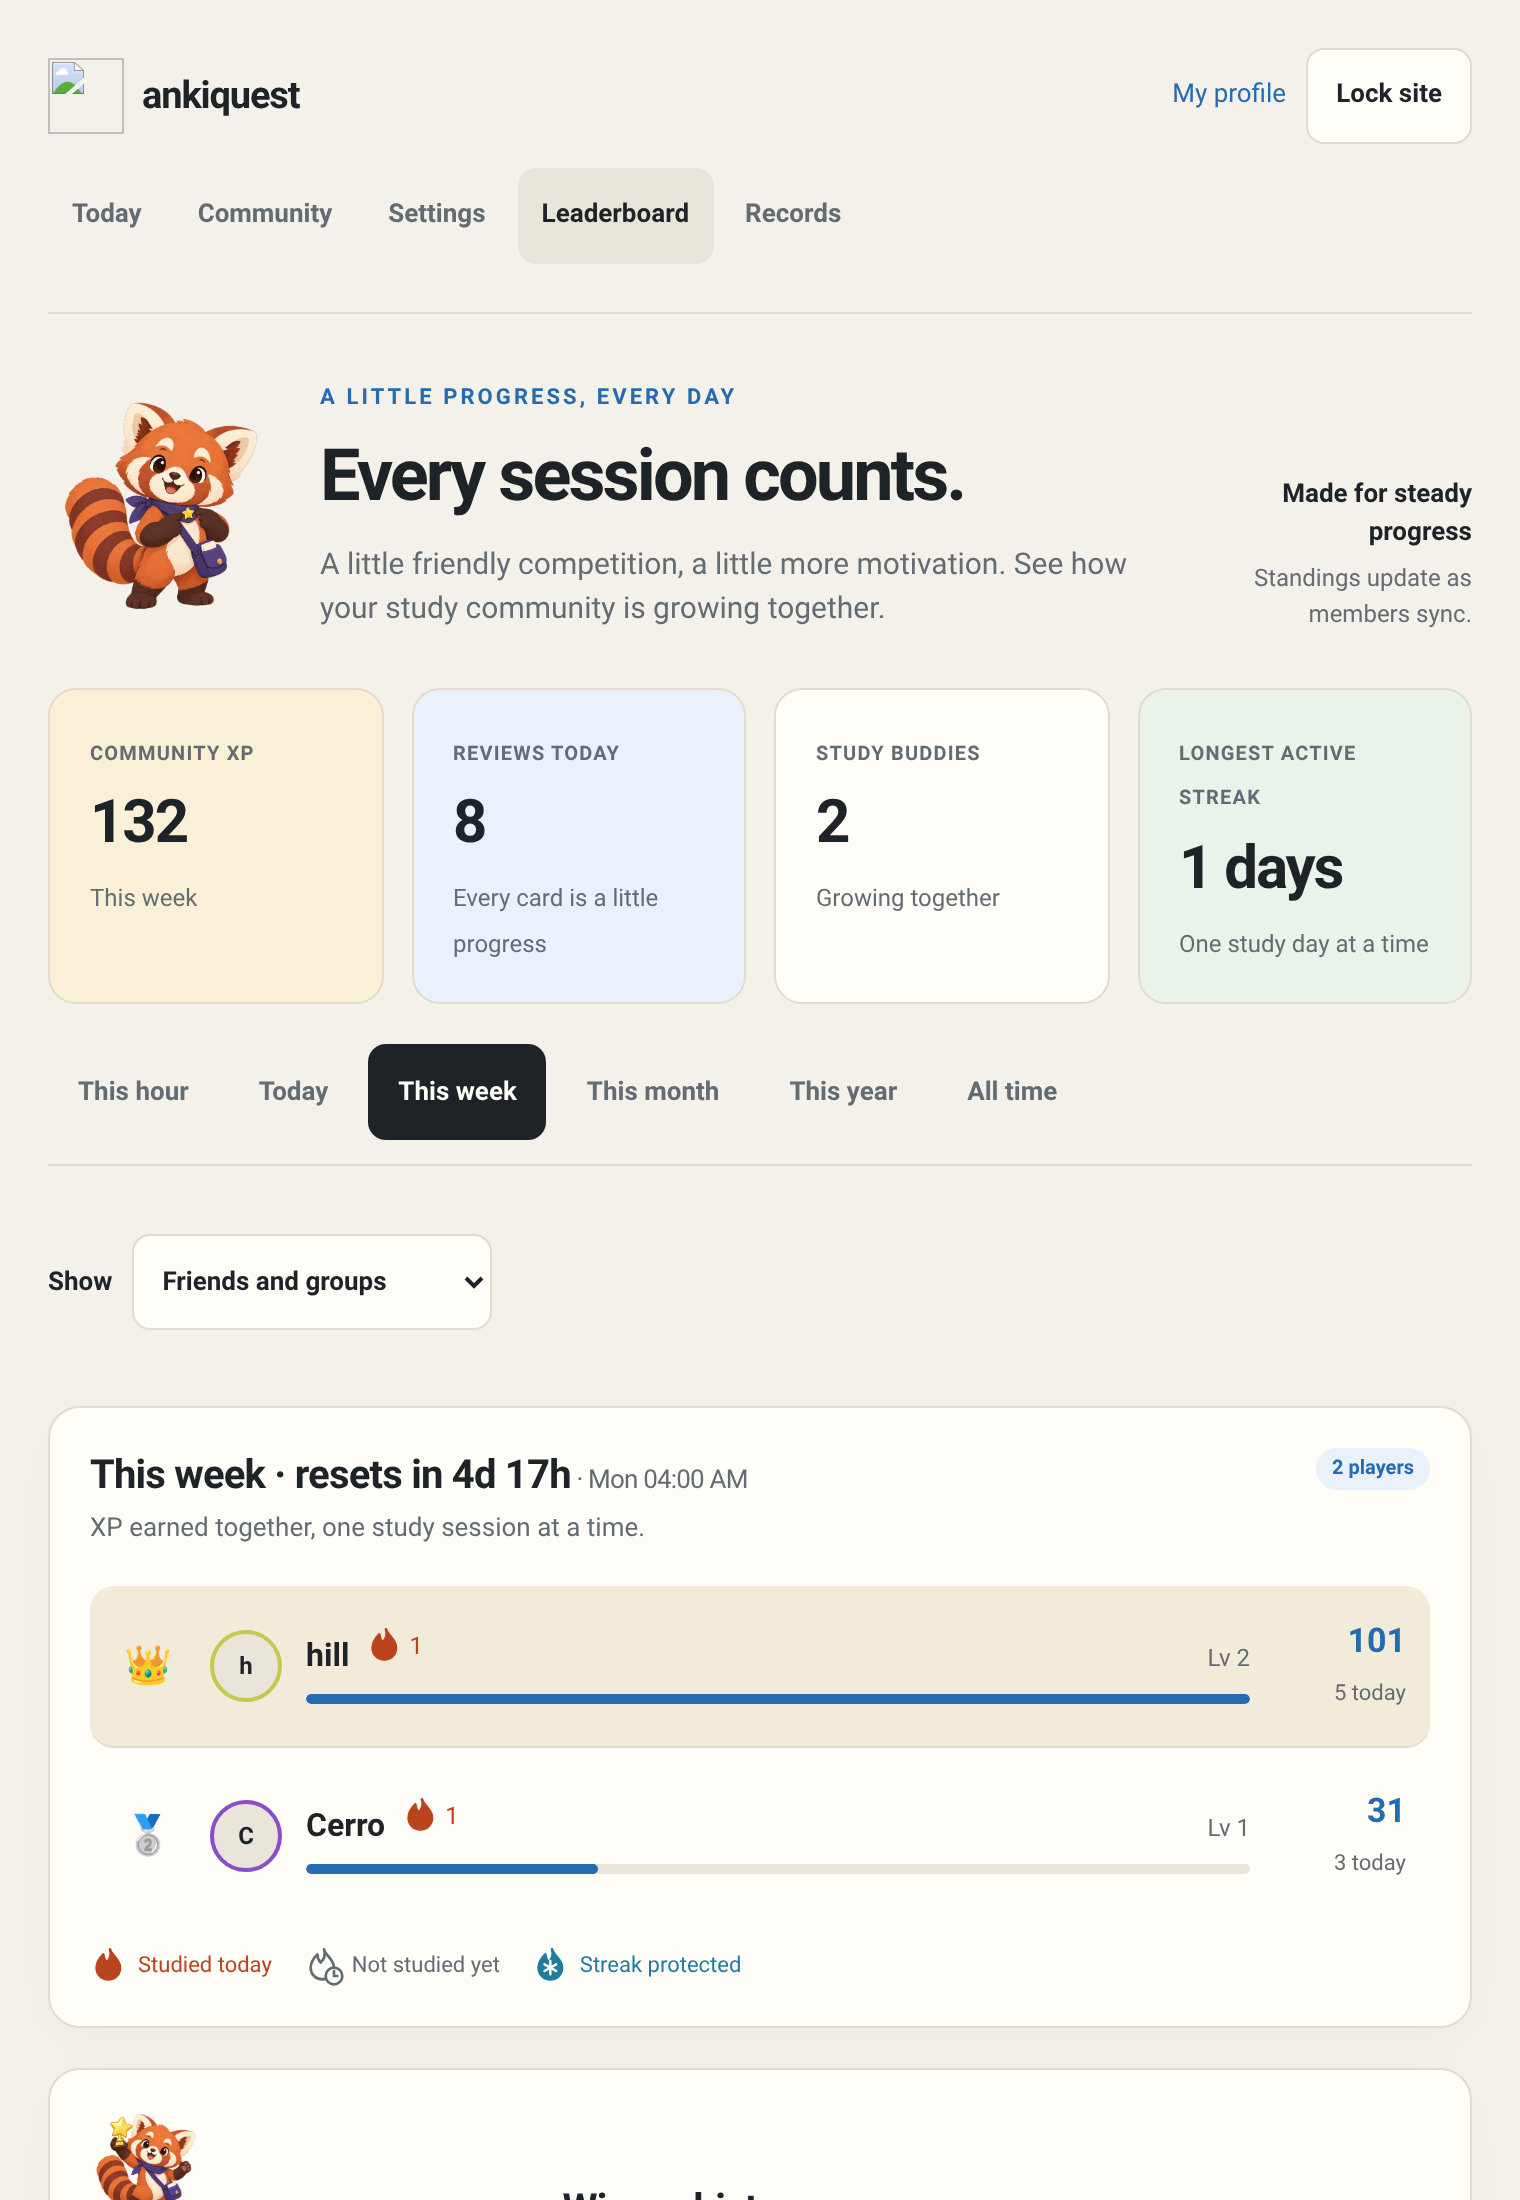 ankiquest
My profile
Lock site
Today
Community
Settings
Leaderboard
Records
A LITTLE PROGRESS, EVERY DAY
Every session counts.
A little friendly competition, a little more motivation. See how
your study community is growing together.
Made for steady
progress
Standings update as
members sync.
COMMUNITY XP
132
This week
REVIEWS TODAY
8
Every card is a little
progress
STUDY BUDDIES
2
Growing together
LONGEST ACTIVE
STREAK
1 days
One study day at a time
This hour
Today
This week
This month
This year
All time
Show
Friends and groups
This week · resets in 4d 17h · Mon 04:00 AM
2 players
XP earned together, one study session at a time.
h
hill
1
Lv 2
101
5 today
2
C
Cerro
1
Lv 1
31
3 today
Studied today
Not studied yet
Streak protected